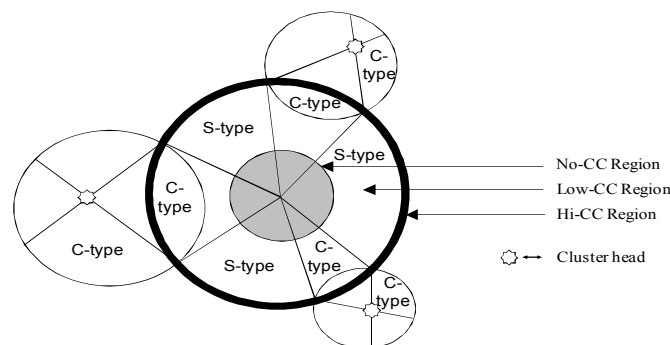 C-
type
C-type
S-type
S-type
C-
type
C-type
S-type
C-
type
C-
type
No-CC Region
Low-CC Region
Hi-CC Region
Cluster head